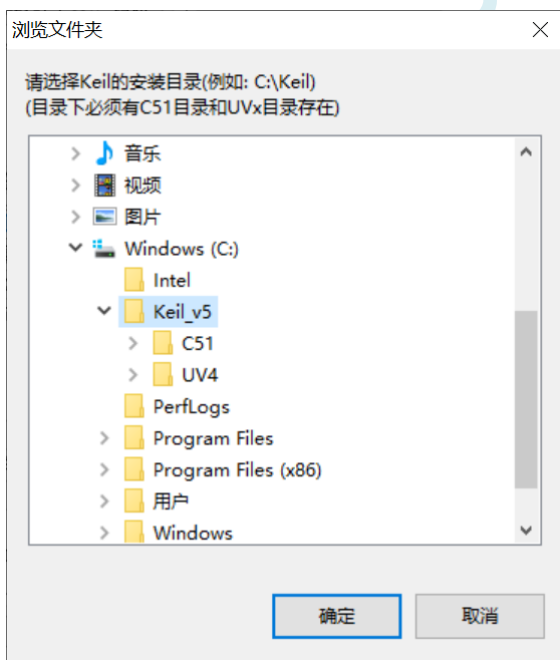 浏览文件夹
请选择Keil的安装目录(例如: C:\Keil)
(目录下必须有C51目录和UVx目录存在)
音乐
视频
图片
Windows (C:)
Intel
Keil_v5
C51
UV4
PerfLogs
Program Files
Program Files (x86)
用户
Windows
确定
取消